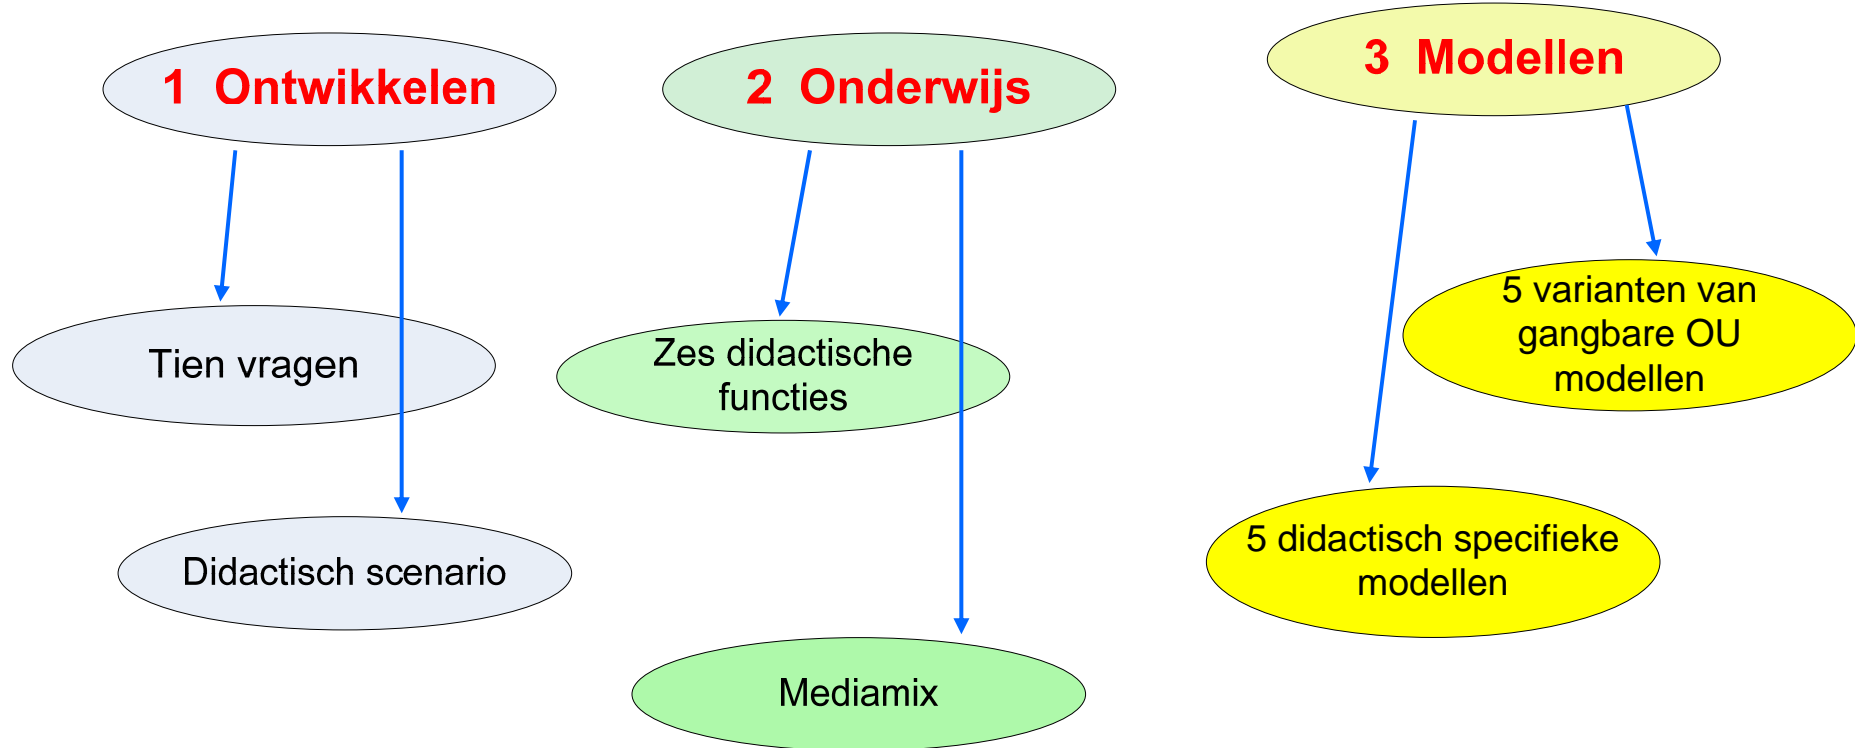 1 Ontwikkelen
Tien vragen
Didactisch scenario
2 Onderwijs
Zes didactische
functies
Mediamix
3 Modellen
5 varianten van
gangbare OU
modellen
5 didactisch specifieke
modellen